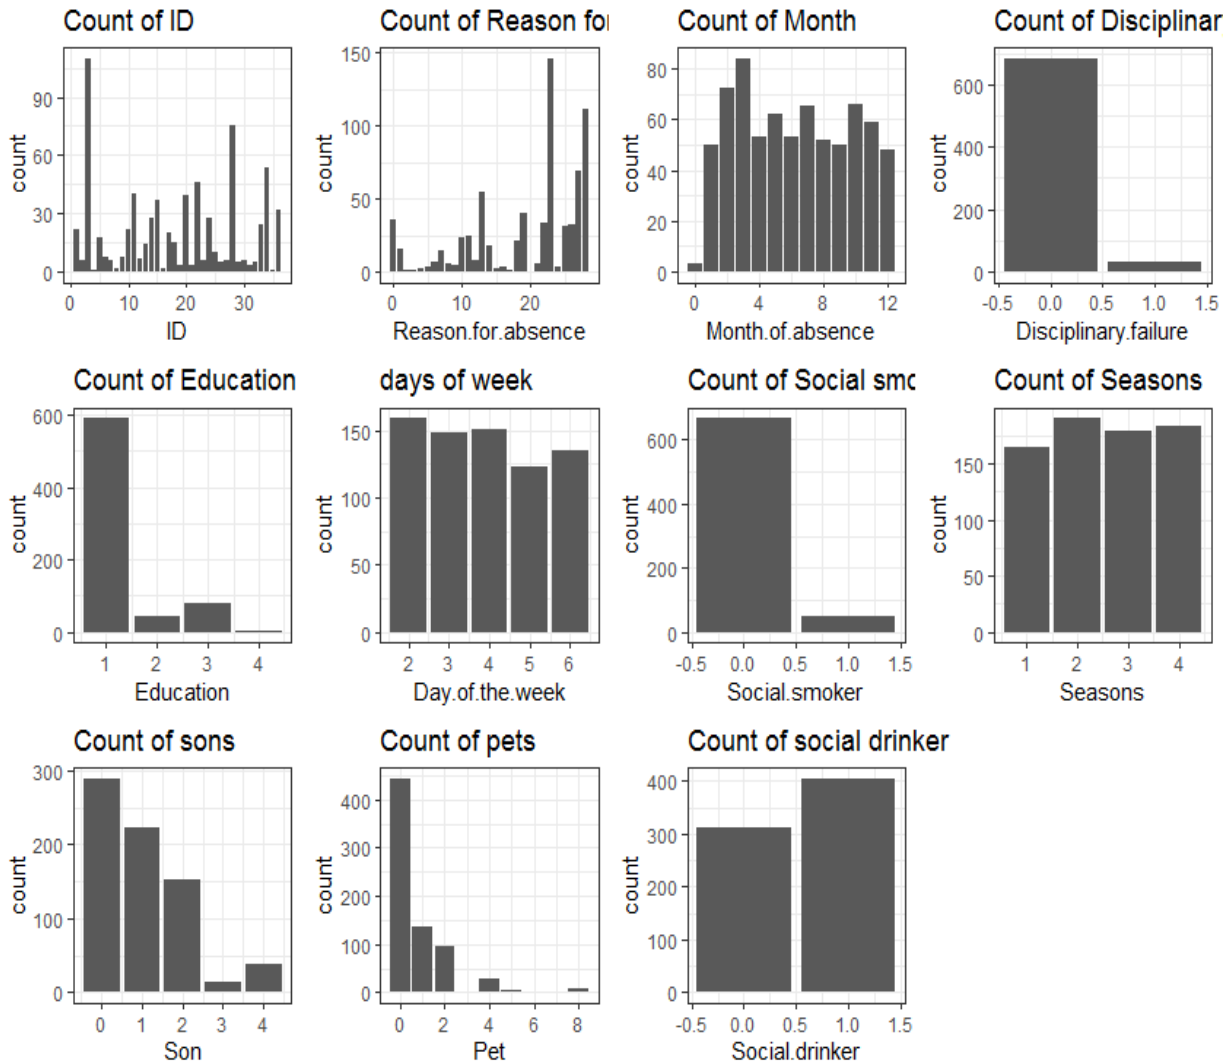 Count of ID
count
90
60
30
0
0
10
20
30
ID
Count of Reason for
count
150
100
50
0
0
10
20
Reason.for.absence
Count of Month
count
80
60
40
20
0
0
4
8
12
Month.of.absence
Count of Disciplinar
count
600
400
200
0
-0.5
0.0
0.5
1.0
1.5
Disciplinary.failure
Count of Education
count
600
400
200
0
1
2
3
4
Education
days of week
count
150
100
50
0
2
3
4
5
6
Day.of.the.week
Count of Social smo
count
600
400
200
0
-0.5
0.0
0.5
1.0
1.5
Social.smoker
Count of Seasons
count
150
100
50
0
1
2
3
4
Seasons
Count of sons
count
300
200
100
0
0
1
2
3
4
Son
Count of pets
count
400
300
200
100
0
0
2
4
6
8
Pet
Count of social drinker
count
400
300
200
100
0
-0.5
0.0
0.5
1.0
1.5
Social.drinker